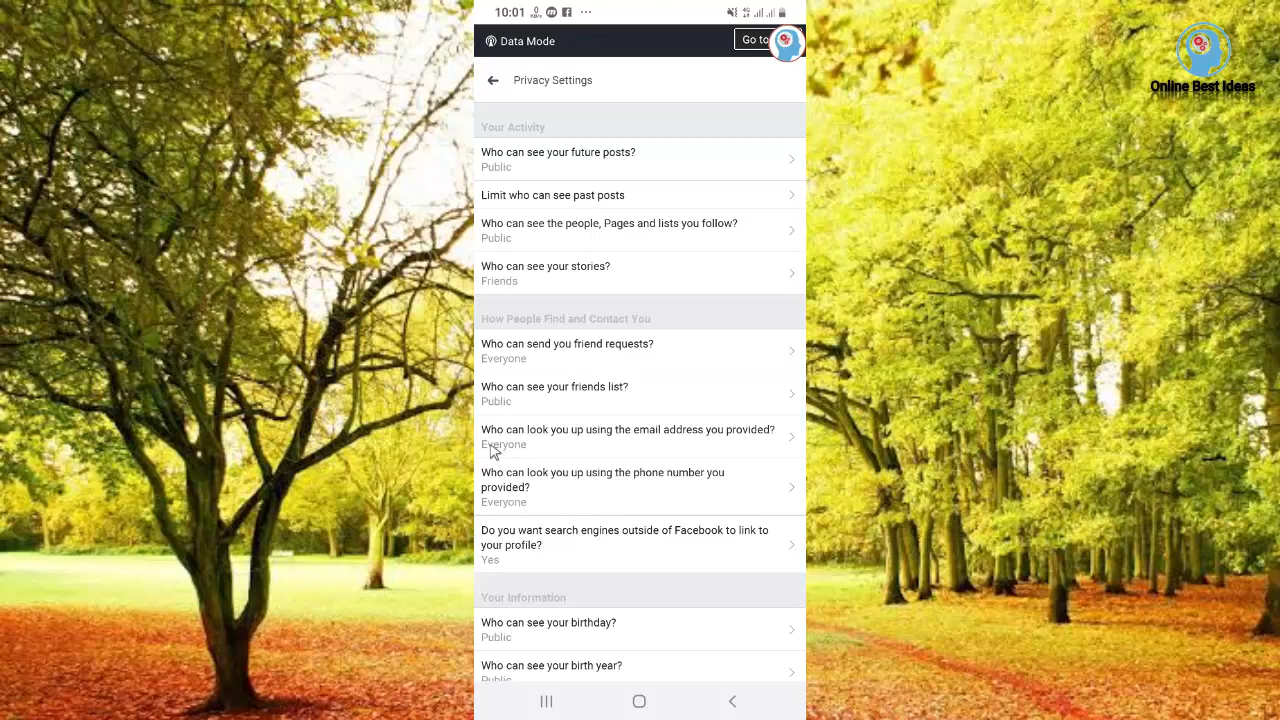 10:01 0 KB/s
Data Mode
Go to
Online Best Ideas
Privacy Settings
Your Activity
Who can see your future posts?
Public
Limit who can see past posts
Who can see the people, Pages and lists you follow?
Public
Who can see your stories?
Friends
How People Find and Contact You
Who can send you friend requests?
Everyone
Who can see your friends list?
Public
Who can look you up using the email address you provided?
Everyone
Who can look you up using the phone number you
provided?
Everyone
Do you want search engines outside of Facebook to link to
your profile?
Yes
Your Information
Who can see your birthday?
Public
Who can see your birth year?
Public